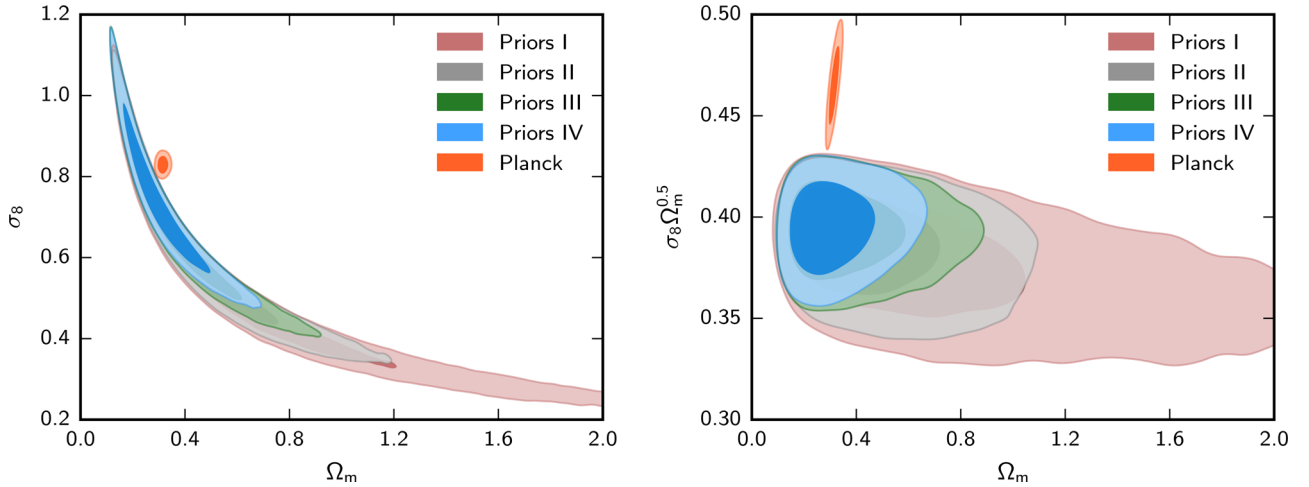 1.2
1.0
0.8
0.6
0.4
0.2
σ₈
0.0 0.4 0.8 1.2 1.6 2.0
Ωₘ
Priors I
Priors II
Priors III
Priors IV
Planck
0.50
0.45
0.40
0.35
0.30
σ₈Ωₘ^0.5
0.0 0.4 0.8 1.2 1.6 2.0
Ωₘ
Priors I
Priors II
Priors III
Priors IV
Planck